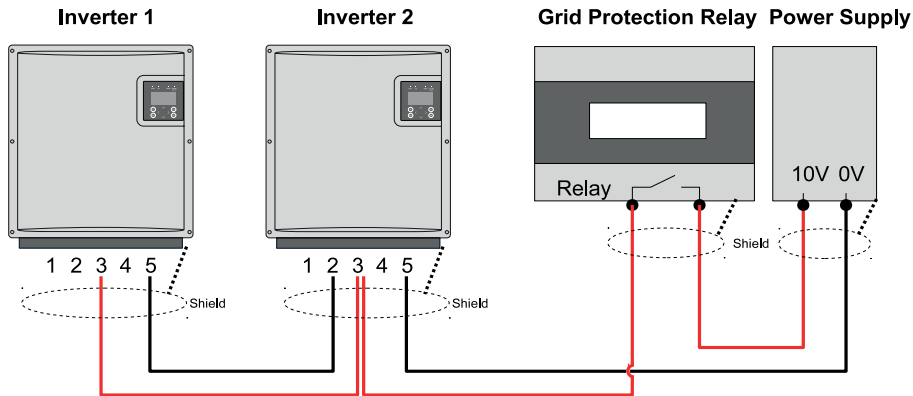 Inverter 1 Inverter 2 Grid Protection Relay Power Supply
10V 0V
Relay
Shield
1 2 3 4 5 1 2 3 4 5
Shield Shield